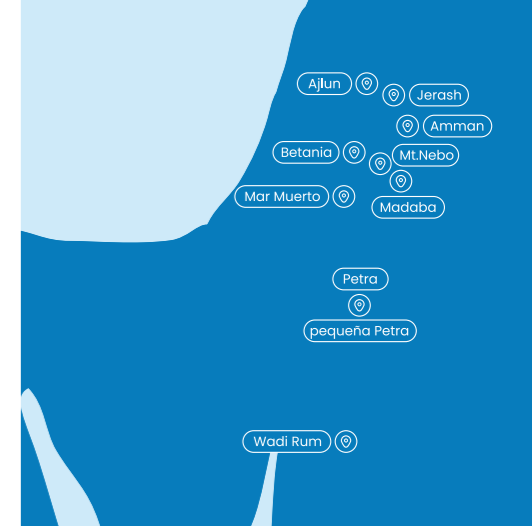 Ajlun
Jerash
Amman
Betania
Mt.Nebo
Mar Muerto
Madaba
Petra
pequeña Petra
Wadi Rum